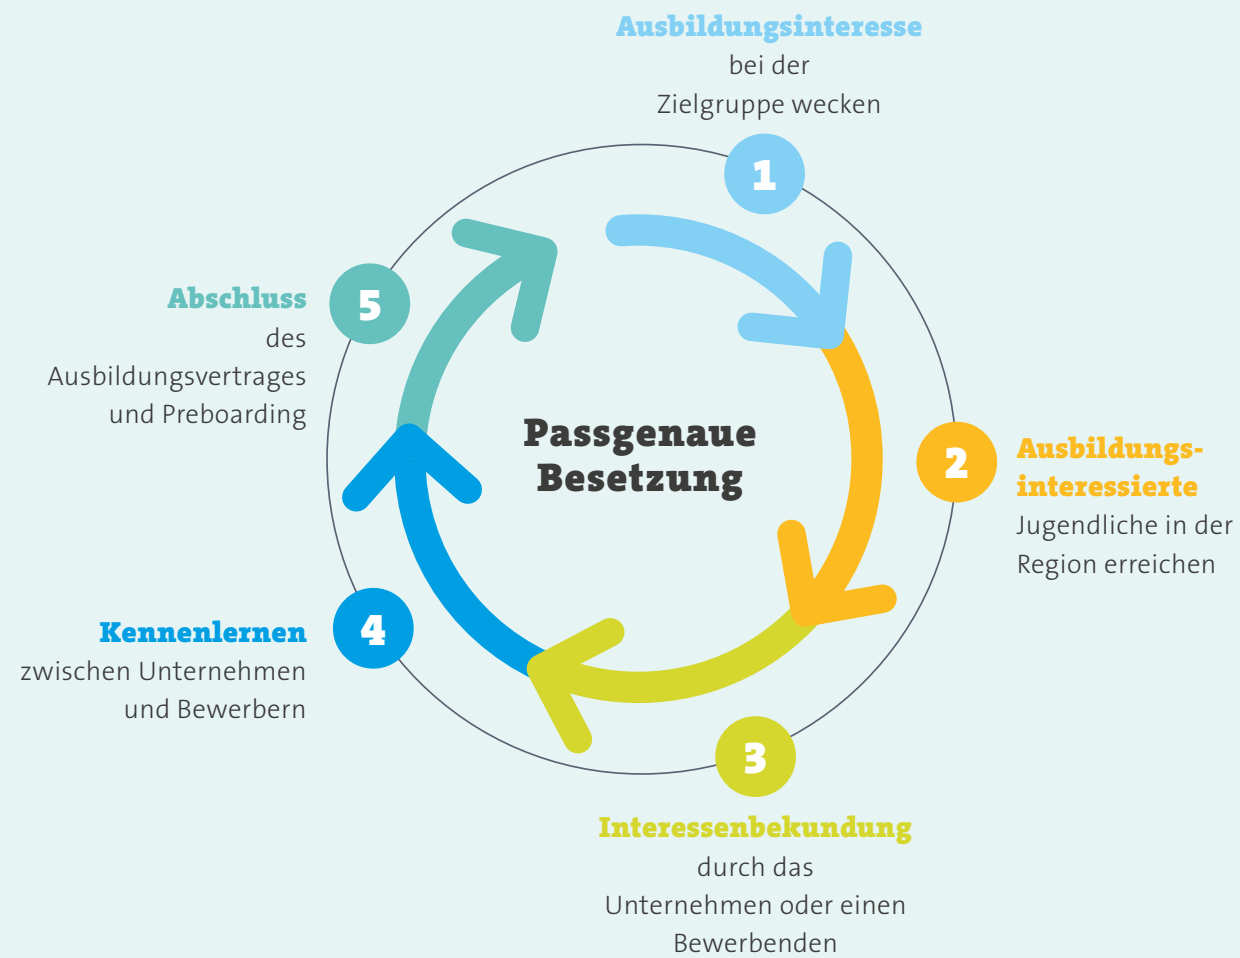 Ausbildungsinteresse
bei der
Zielgruppe wecken
1
Ausbildungs-
interessierte
Jugendliche in der
Region erreichen
2
3
Interessenbekundung
durch das
Unternehmen oder einen
Bewerbenden
4
Kennenlernen
zwischen Unternehmen
und Bewerbern
5
Abschluss
des
Ausbildungsvertrages
und Preboarding
Passgenaue
Besetzung